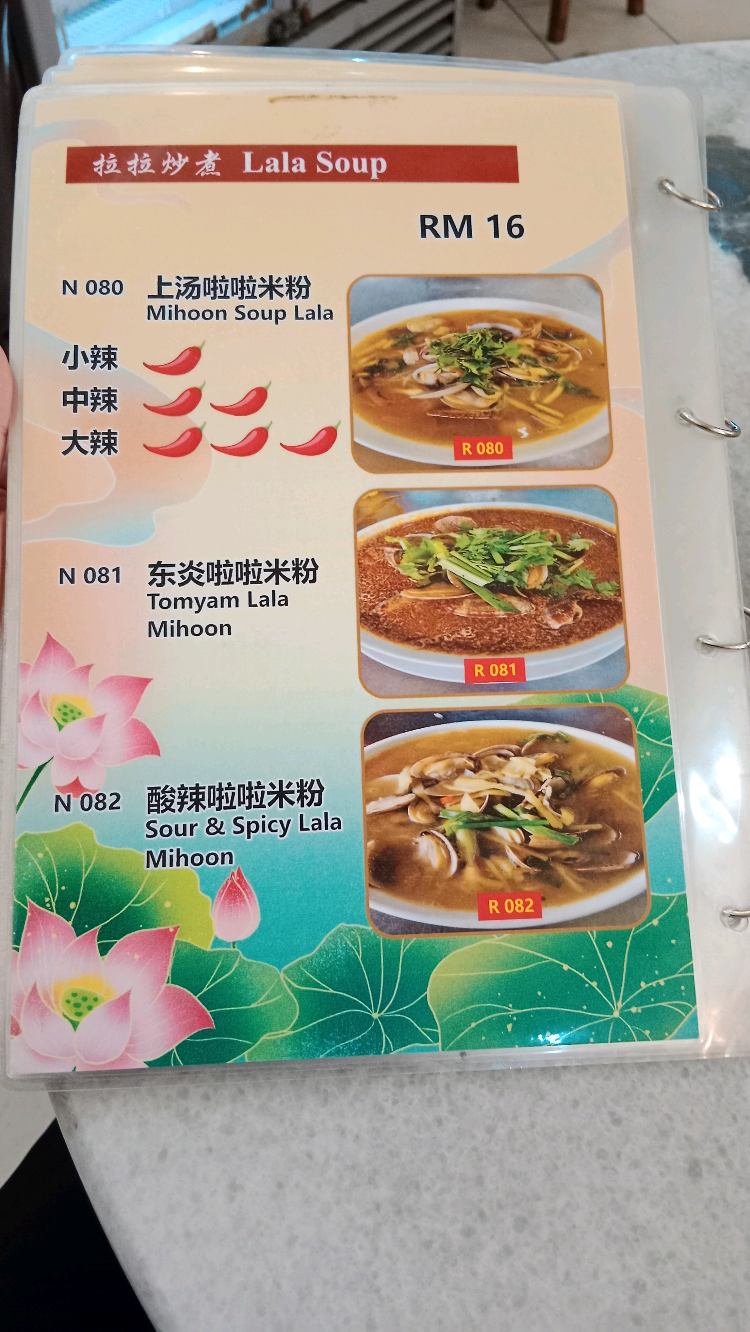 拉拉炒煮 Lala Soup
RM 16
N 080 上汤啦啦米粉
Mihoon Soup Lala
小辣
中辣
大辣
R 080
N 081 东炎啦啦米粉
Tomyam Lala
Mihoon
R 081
N 082 酸辣啦啦米粉
Sour & Spicy Lala
Mihoon
R 082